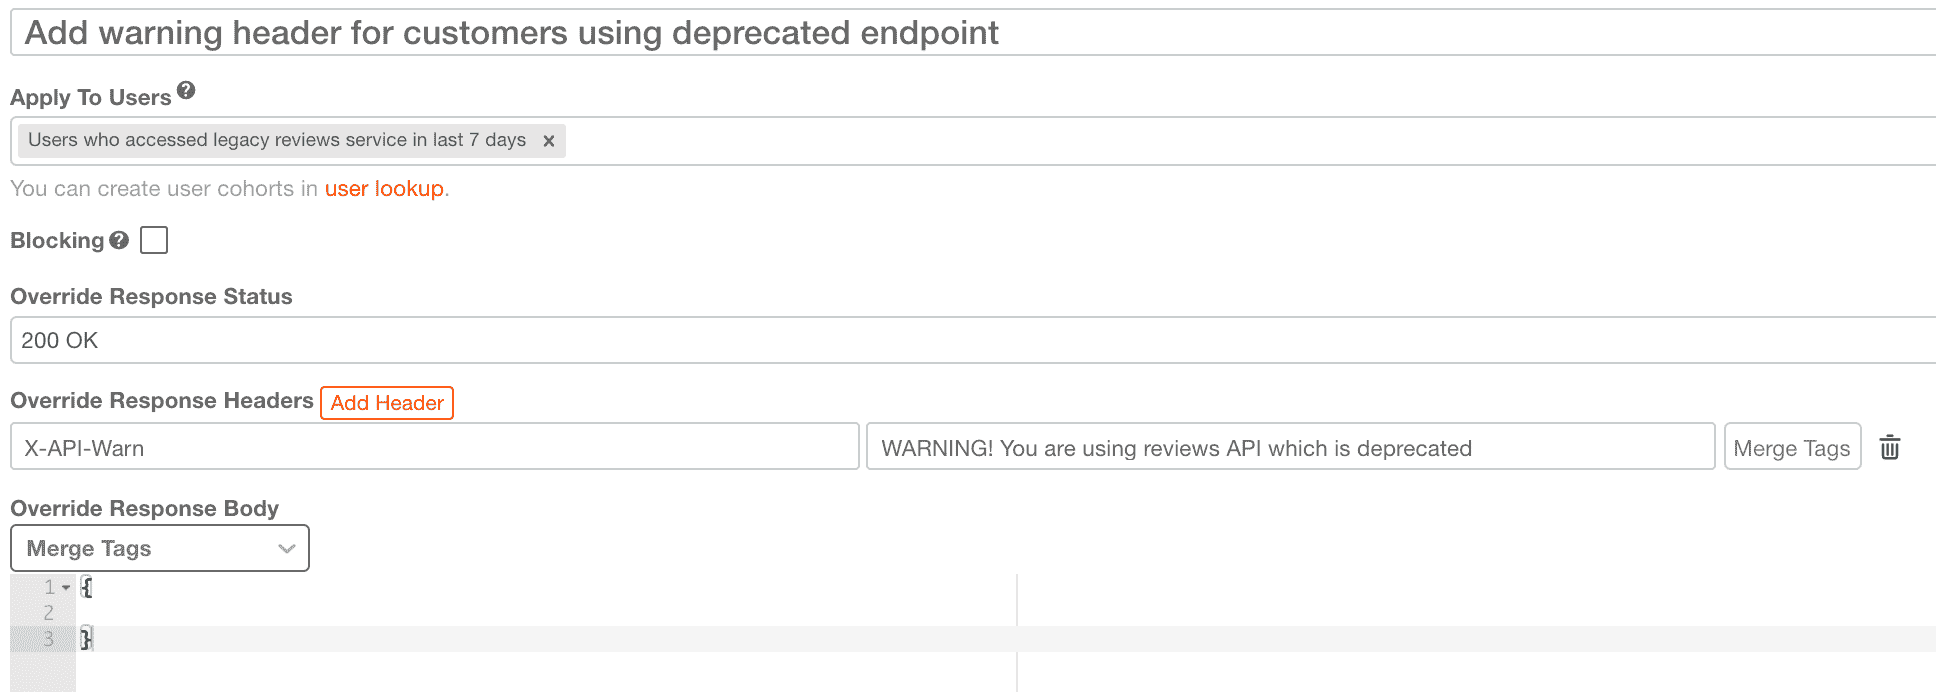 Add warning header for customers using deprecated endpoint
Apply To Users ?
Users who accessed legacy reviews service in last 7 days ×
You can create user cohorts in user lookup.
Blocking ?
Override Response Status
200 OK
Override Response Headers Add Header
X-API-Warn WARNING! You are using reviews API which is deprecated Merge Tags
Override Response Body
Merge Tags
1 {
2
3 }